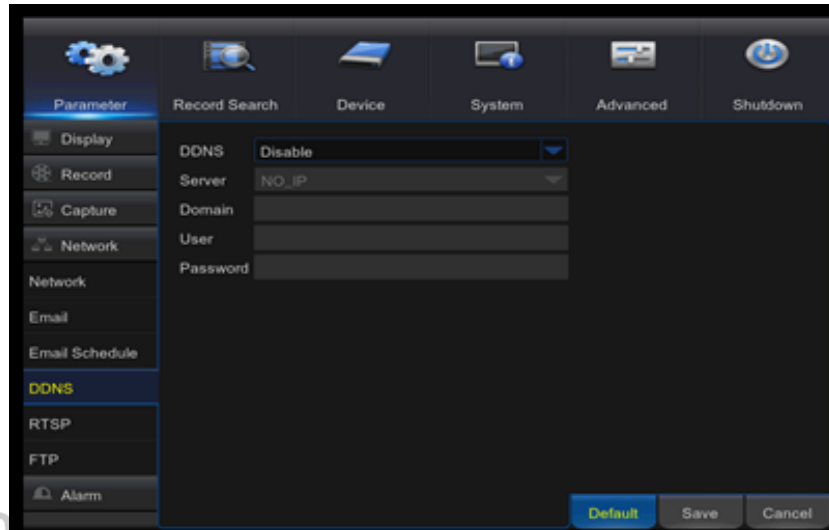 Parameter Record Search Device System Advanced Shutdown
Display
Record
Capture
Network
Network
Email
Email Schedule
DDNS
RTSP
FTP
Alarm
DDNS Disable
Server NO_IP
Domain
User
Password
Default Save Cancel